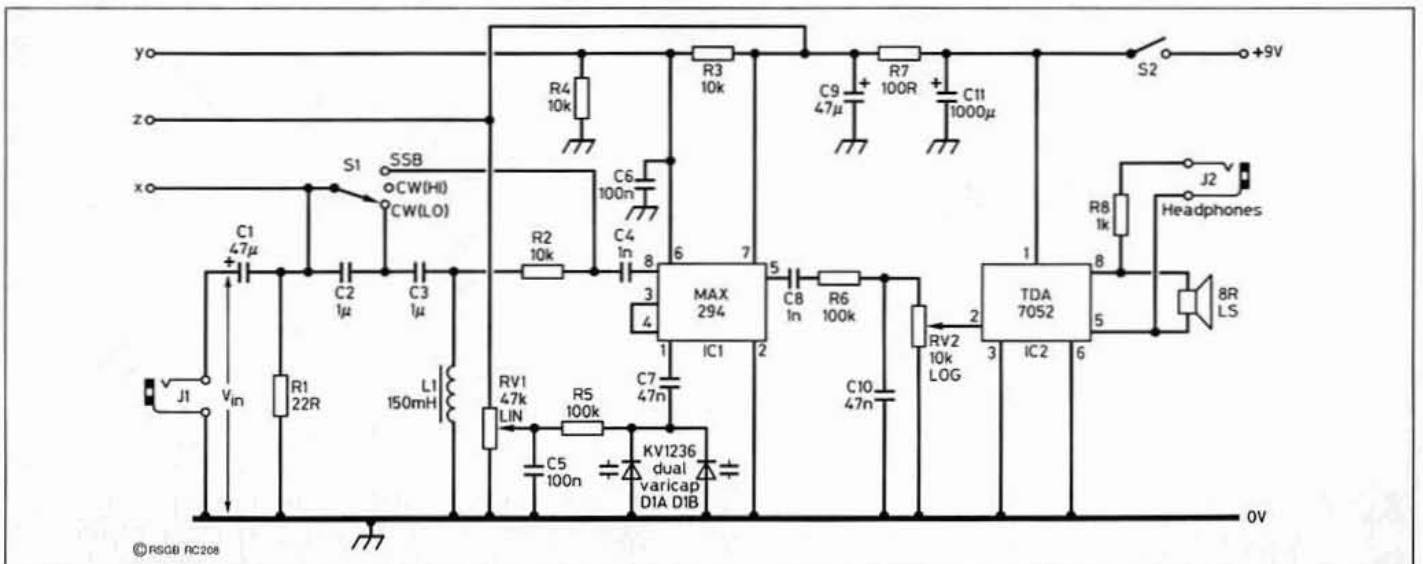 y
z
x
R4
10k
R3
10k
C9
47µ
+
R7
100R
+
C11
1000µ
S2
+9V
S1
SSB
CW(HI)
CW(LO)
C6
100n
R8
1k
J2
Headphones
C1
47µ
+
C2
1µ
C3
1µ
R2
10k
C4
1n
8
6
7
3
4
5
1
2
MAX
294
IC1
C8
1n
R6
100k
1
8
2
5
3
6
TDA
7052
IC2
8R
LS
RV2
10k
LOG
J1
Vin
R1
22R
L1
150mH
RV1
47k
LIN
R5
100k
C7
47n
C10
47n
C5
100n
KV1236
dual
varicap
D1A D1B
0V
©RSGB RC208